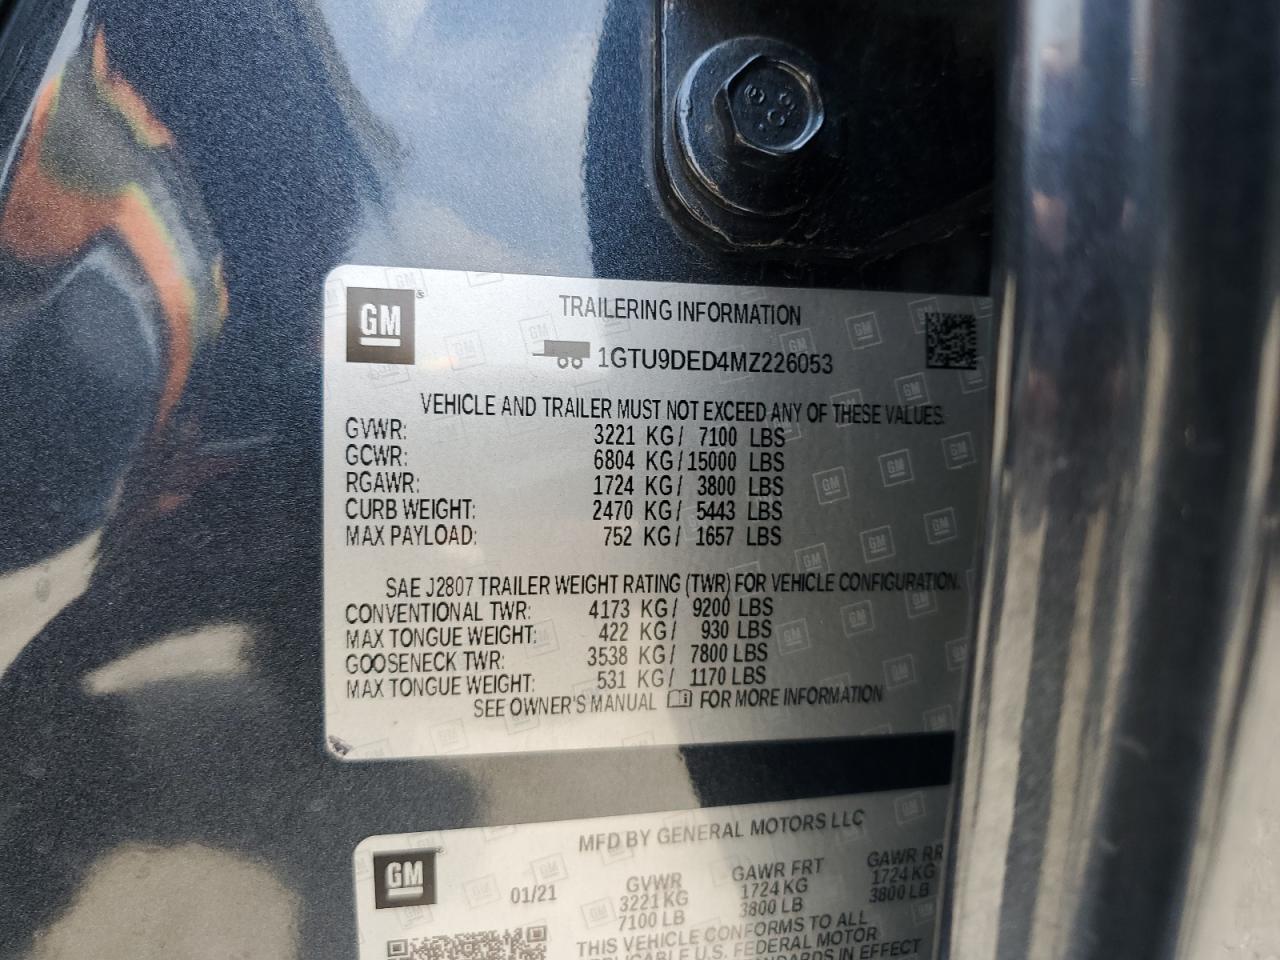 GM
TRAILERING INFORMATION
1GTU9DED4MZ226053
VEHICLE AND TRAILER MUST NOT EXCEED ANY OF THESE VALUES.
GVWR: 3221 KG/ 7100 LBS
GCWR: 6804 KG/15000 LBS
RGAWR: 1724 KG/ 3800 LBS
CURB WEIGHT: 2470 KG/ 5443 LBS
MAX PAYLOAD: 752 KG/ 1657 LBS
SAE J2807 TRAILER WEIGHT RATING (TWR) FOR VEHICLE CONFIGURATION.
CONVENTIONAL TWR: 4173 KG/ 9200 LBS
MAX TONGUE WEIGHT: 422 KG/ 930 LBS
GOOSENECK TWR: 3538 KG/ 7800 LBS
MAX TONGUE WEIGHT: 531 KG/ 1170 LBS
SEE OWNER'S MANUAL FOR MORE INFORMATION
GM
MFD BY GENERAL MOTORS LLC
01/21 GVWR GAWR FRT GAWR RR
3221 KG 1724 KG 1724 KG
7100 LB 3800 LB 3800 LB
THIS VEHICLE CONFORMS TO ALL
U.S. FEDERAL MOTOR
IN EFFECT